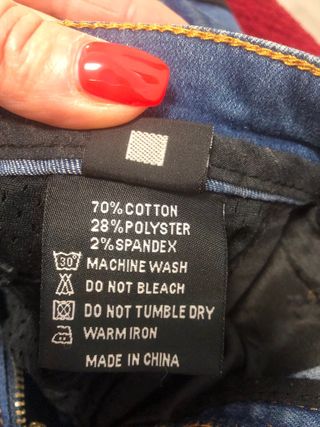 70%COTTON
28%POLYSTER
2%SPANDEX
30° MACHINE WASH
DO NOT BLEACH
DO NOT TUMBLE DRY
WARM IRON
MADE IN CHINA